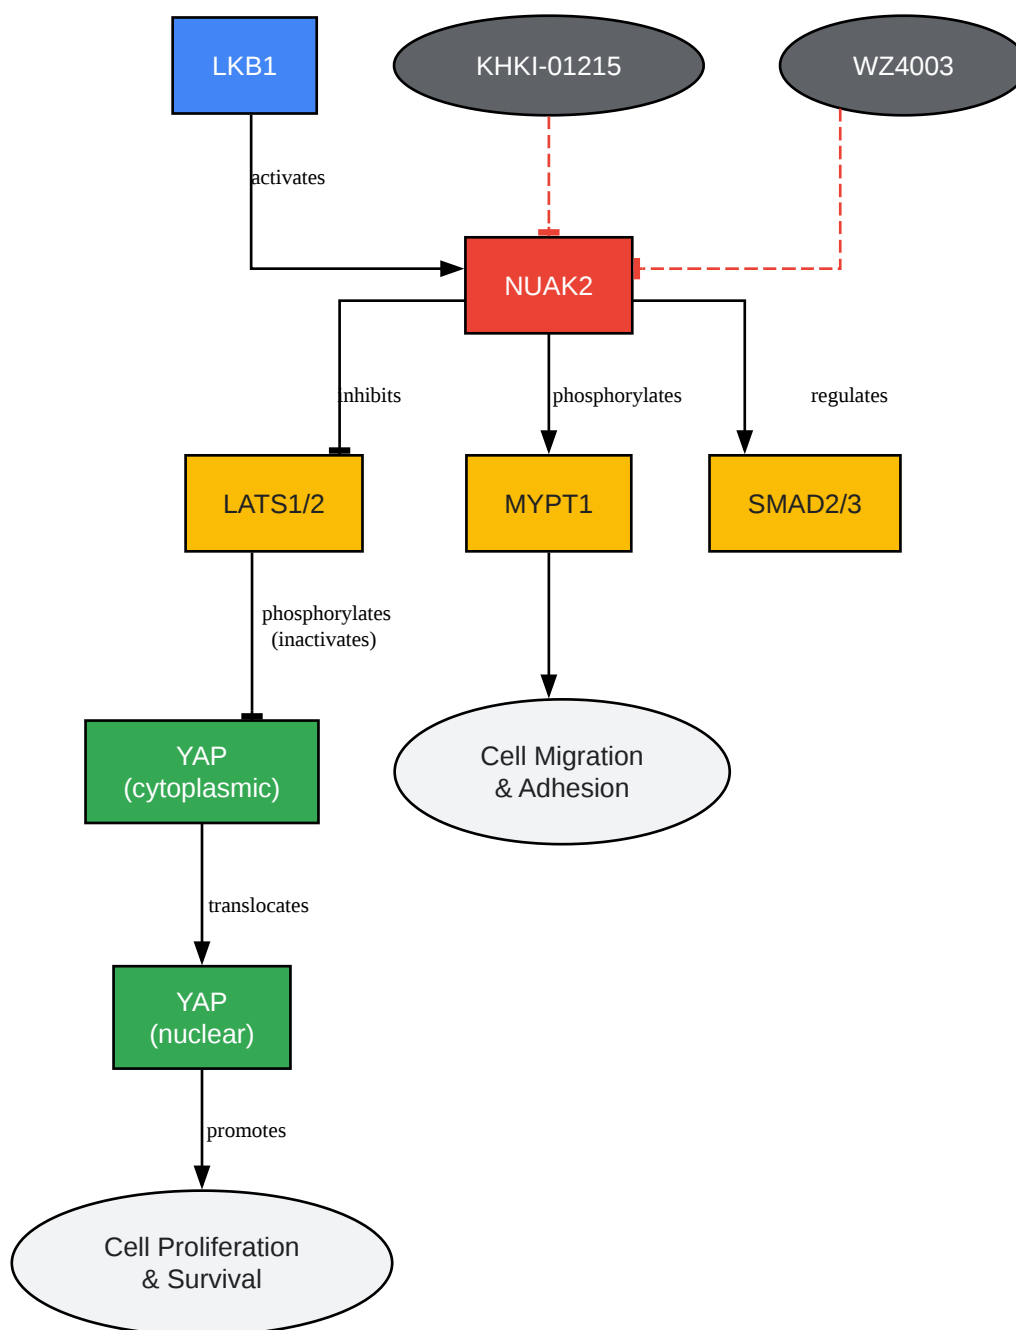 LKB1
KHKI-01215
WZ4003
activates
NUAK2
inhibits
phosphorylates
regulates
LATS1/2
MYPT1
SMAD2/3
phosphorylates
(inactivates)
YAP
(cytoplasmic)
Cell Migration
& Adhesion
translocates
YAP
(nuclear)
promotes
Cell Proliferation
& Survival